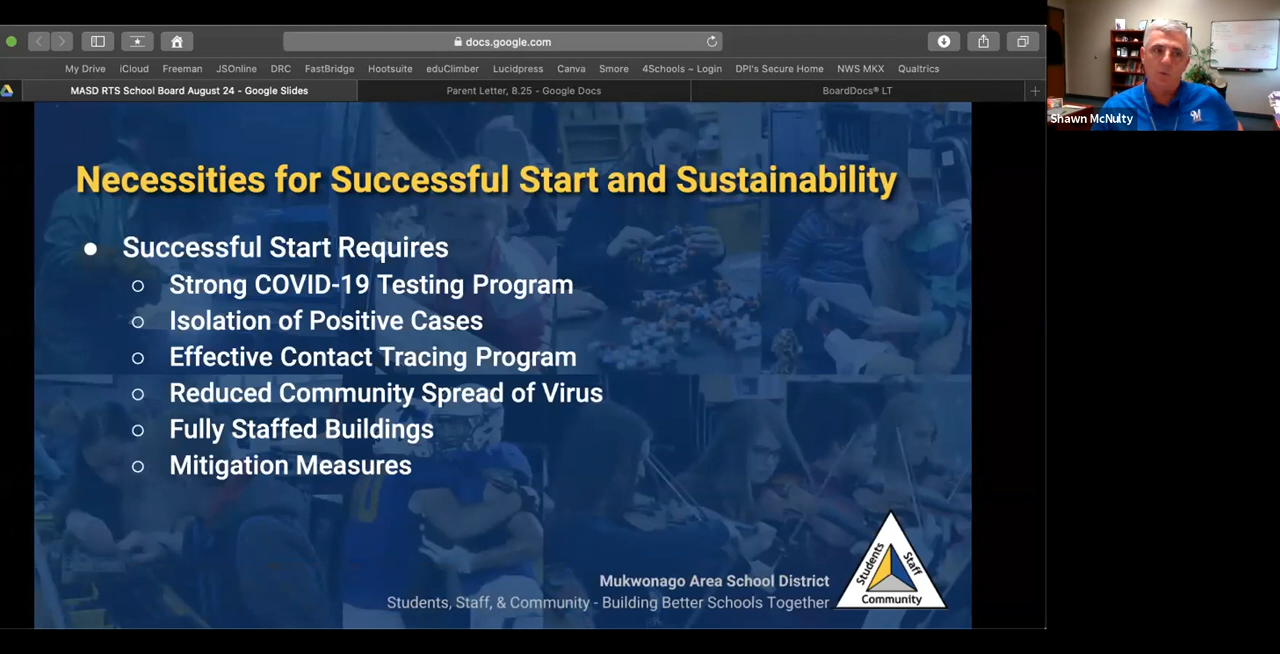 docs.google.com
My Drive iCloud Freeman JSOnline DRC FastBridge Hootsuite eduClimber Lucidpress Canva Smore 4Schools ~ Login DPI's Secure Home NWS MKX Qualtrics
MASD RTS School Board August 24 - Google Slides Parent Letter, 8.25 - Google Docs BoardDocs® LT
Shawn McNulty
Necessities for Successful Start and Sustainability
● Successful Start Requires
○ Strong COVID-19 Testing Program
○ Isolation of Positive Cases
○ Effective Contact Tracing Program
○ Reduced Community Spread of Virus
○ Fully Staffed Buildings
○ Mitigation Measures
Mukwonago Area School District
Students, Staff, & Community - Building Better Schools Together
Students Staff
Community